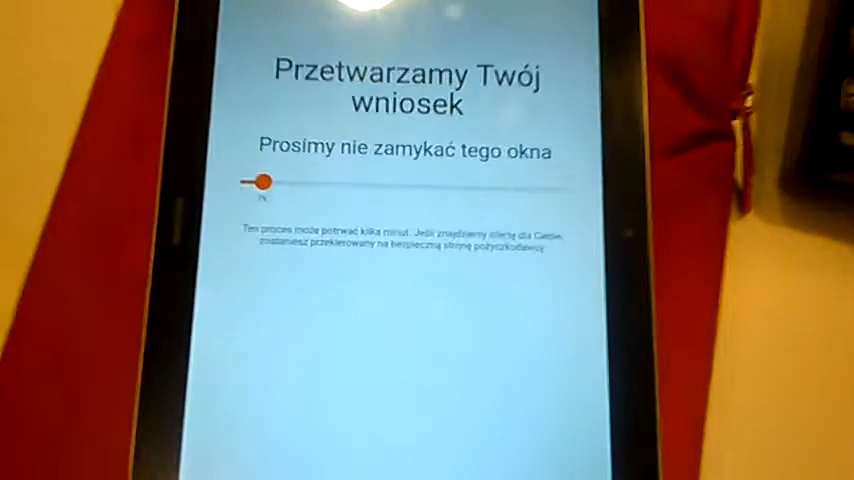 Przetwarzamy Twój
wniosek
Prosimy nie zamykać tego okna
7%
Ten proces może potrwać kilka minut. Jeśli znajdziemy ofertę dla Ciebie,
zostaniesz przekierowany na bezpieczną stronę pożyczkodawcy.